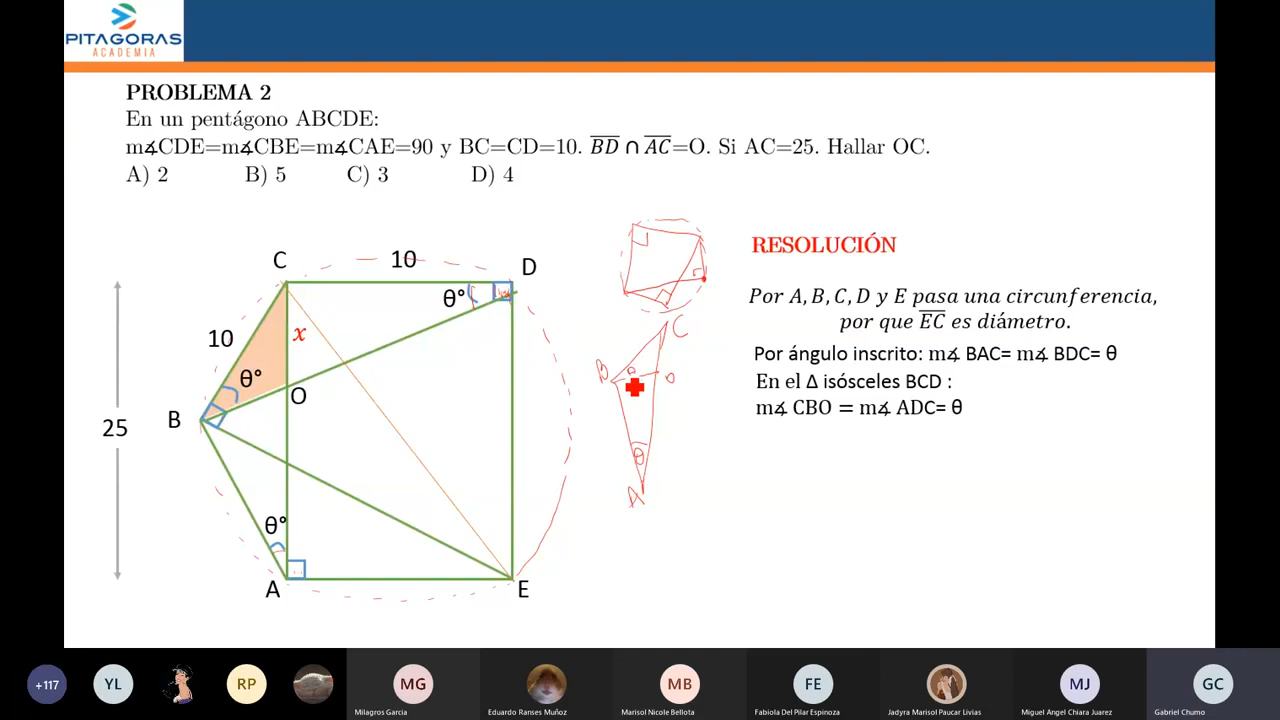 PITAGORAS
ACADEMIA
PROBLEMA 2
En un pentágono ABCDE:
m∡CDE=m∡CBE=m∡CAE=90 y BC=CD=10. BD ∩ AC=O. Si AC=25. Hallar OC.
A) 2 B) 5 C) 3 D) 4
C 10 D
θ°
10 x
θ°
O
B
25
θ°
A E
C
B
o
θ
A
RESOLUCIÓN
Por A, B, C, D y E pasa una circunferencia,
por que EC es diámetro.
Por ángulo inscrito: m∡ BAC= m∡ BDC= θ
En el Δ isósceles BCD :
m∡ CBO = m∡ ADC= θ
+117 YL RP MG MB FE MJ GC
Milagros Garcia Eduardo Ranses Muñoz Marisol Nicole Bellota Fabiola Del Pilar Espinoza Jadyra Marisol Paucar Livias Miguel Angel Chiara Juarez Gabriel Chumo